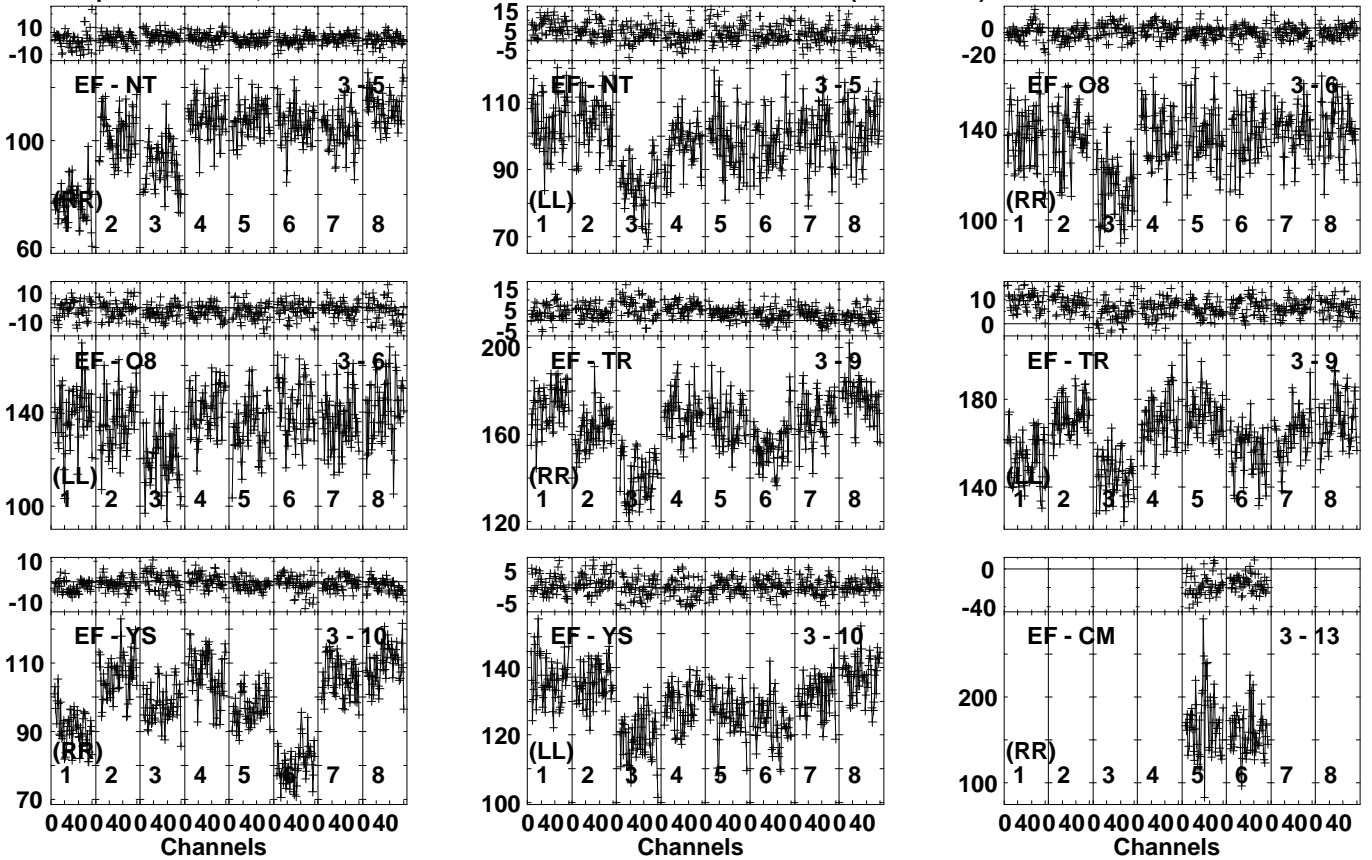 10
-10
EF - NT 3 - 5
100
(RR)
1 2 3 4 5 6 7 8
60
15
5
-5
EF - NT 3 - 5
110
90
(LL)
1 2 3 4 5 6 7 8
70
0
-20
EF - O8 3 - 6
140
(RR)
100
1 2 3 4 5 6 7 8
10
-10
EF - O8 3 - 6
140
(LL)
100
1 2 3 4 5 6 7 8
15
5
-5
200
EF - TR 3 - 9
160
(RR)
1 2 3 4 5 6 7 8
120
10
0
EF - TR 3 - 9
180
(LL)
140
1 2 3 4 5 6 7 8
10
-10
EF - YS 3 - 10
110
90
(RR)
1 2 3 4 5 6 7 8
70
0 40 0 40 0 40 0 40 0 40 0 40 0 40 0 40
Channels
5
-5
EF - YS 3 - 10
140
120
(LL)
1 2 3 4 5 6 7 8
100
0 40 0 40 0 40 0 40 0 40 0 40 0 40 0 40
Channels
0
-40
EF - CM 3 - 13
200
(RR)
100
1 2 3 4 5 6 7 8
0 40 0 40 0 40 0 40 0 40 0 40 0 40 0 40
Channels